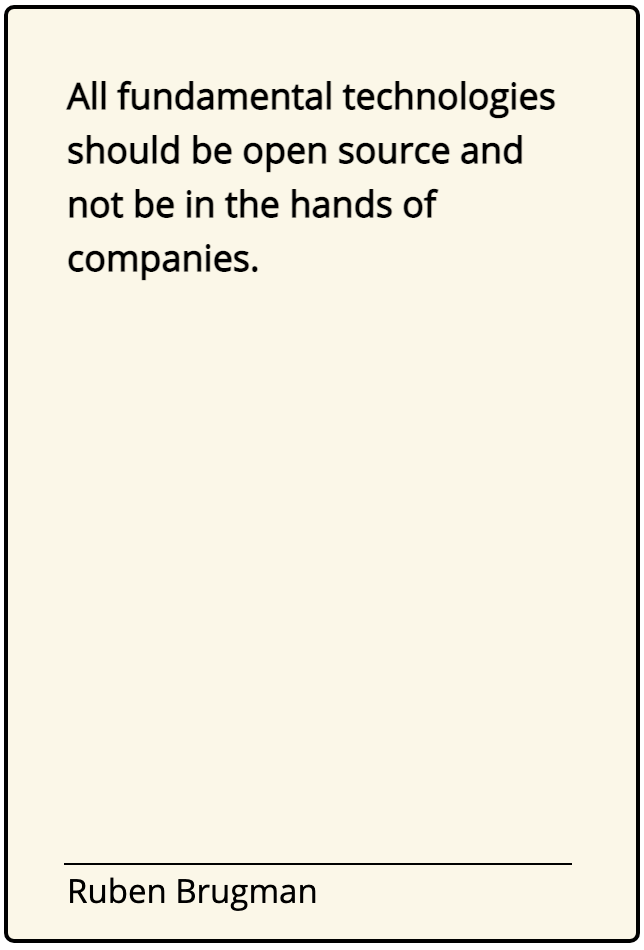 All fundamental technologies
should be open source and
not be in the hands of
companies.
Ruben Brugman